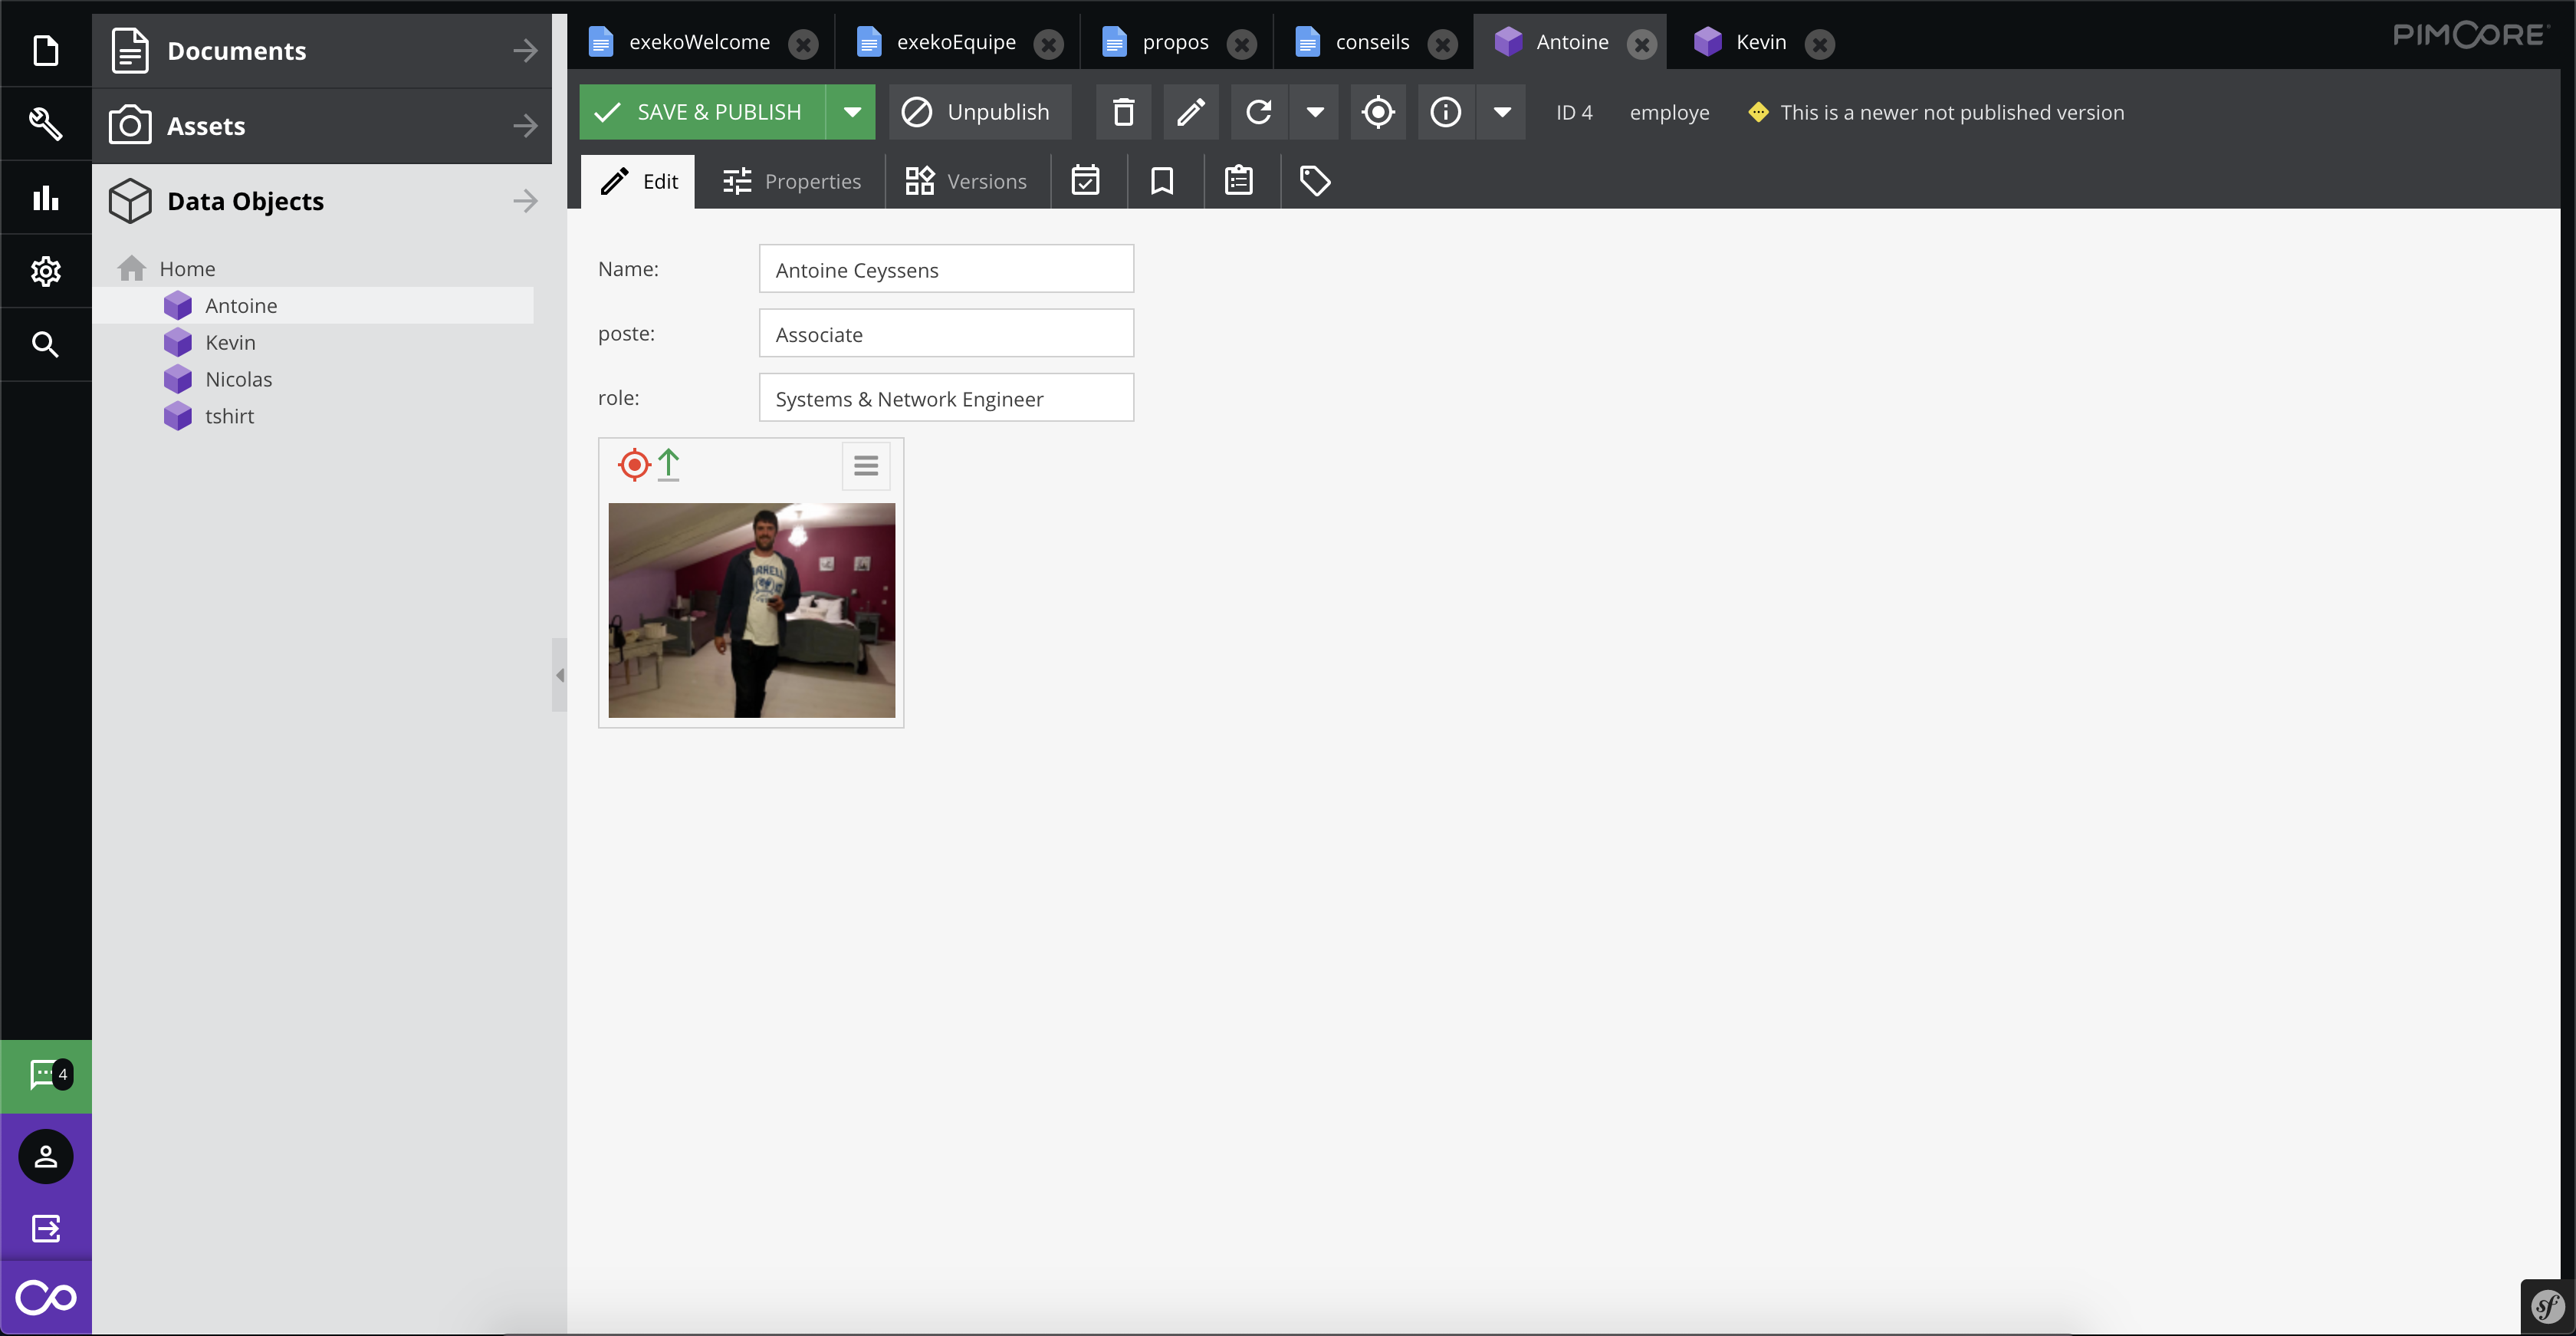 Documents
Assets
Data Objects
Home
Antoine
Kevin
Nicolas
tshirt
4
exekoWelcome
exekoEquipe
propos
conseils
Antoine
Kevin
PIMCORE
SAVE & PUBLISH
Unpublish
ID 4
employe
This is a newer not published version
Edit
Properties
Versions
Name:
Antoine Ceyssens
poste:
Associate
role:
Systems & Network Engineer
sf